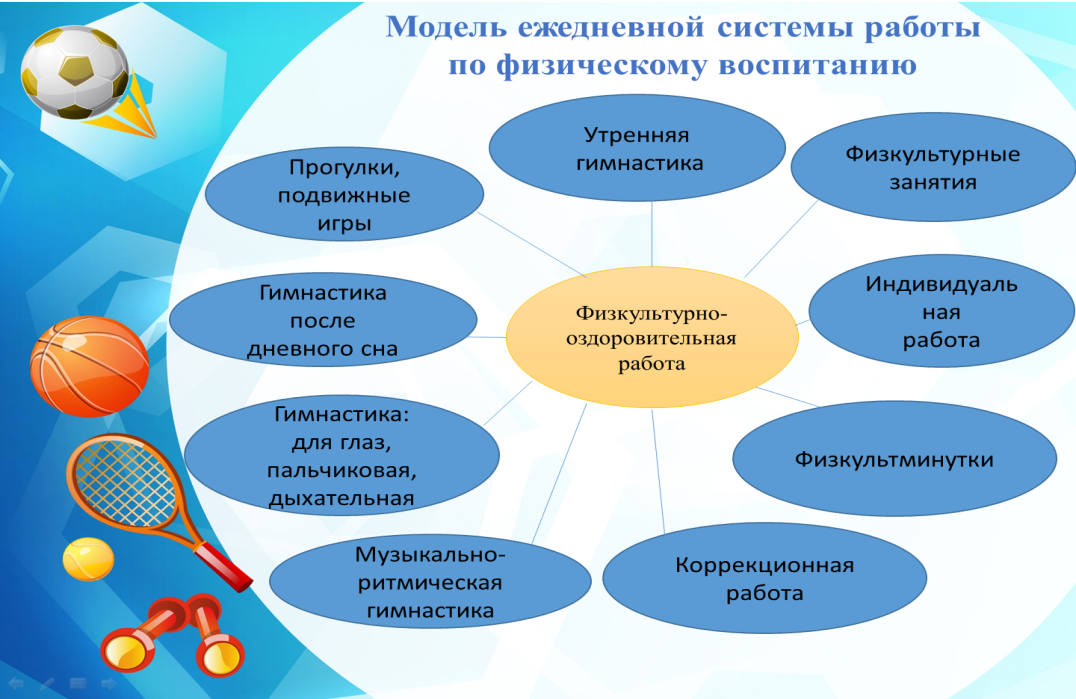 Модель ежедневной системы работы
по физическому воспитанию
Утренняя
гимнастика
Физкультурные
занятия
Прогулки,
подвижные
игры
Индивидуаль
ная
работа
Гимнастика
после
дневного сна
Физкультурно-
оздоровительная
работа
Гимнастика:
для глаз,
пальчиковая,
дыхательная
Физкультминутки
Музыкально-
ритмическая
гимнастика
Коррекционная
работа